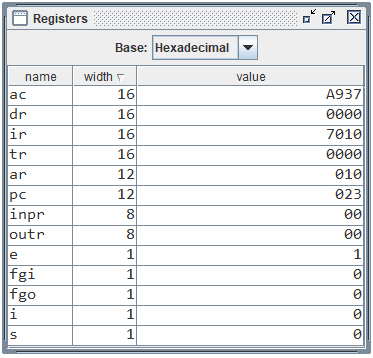 Registers
Base: Hexadecimal
name width value
ac 16 A937
dr 16 0000
ir 16 7010
tr 16 0000
ar 12 010
pc 12 023
inpr 8 00
outr 8 00
e 1 1
fgi 1 0
fgo 1 0
i 1 0
s 1 0